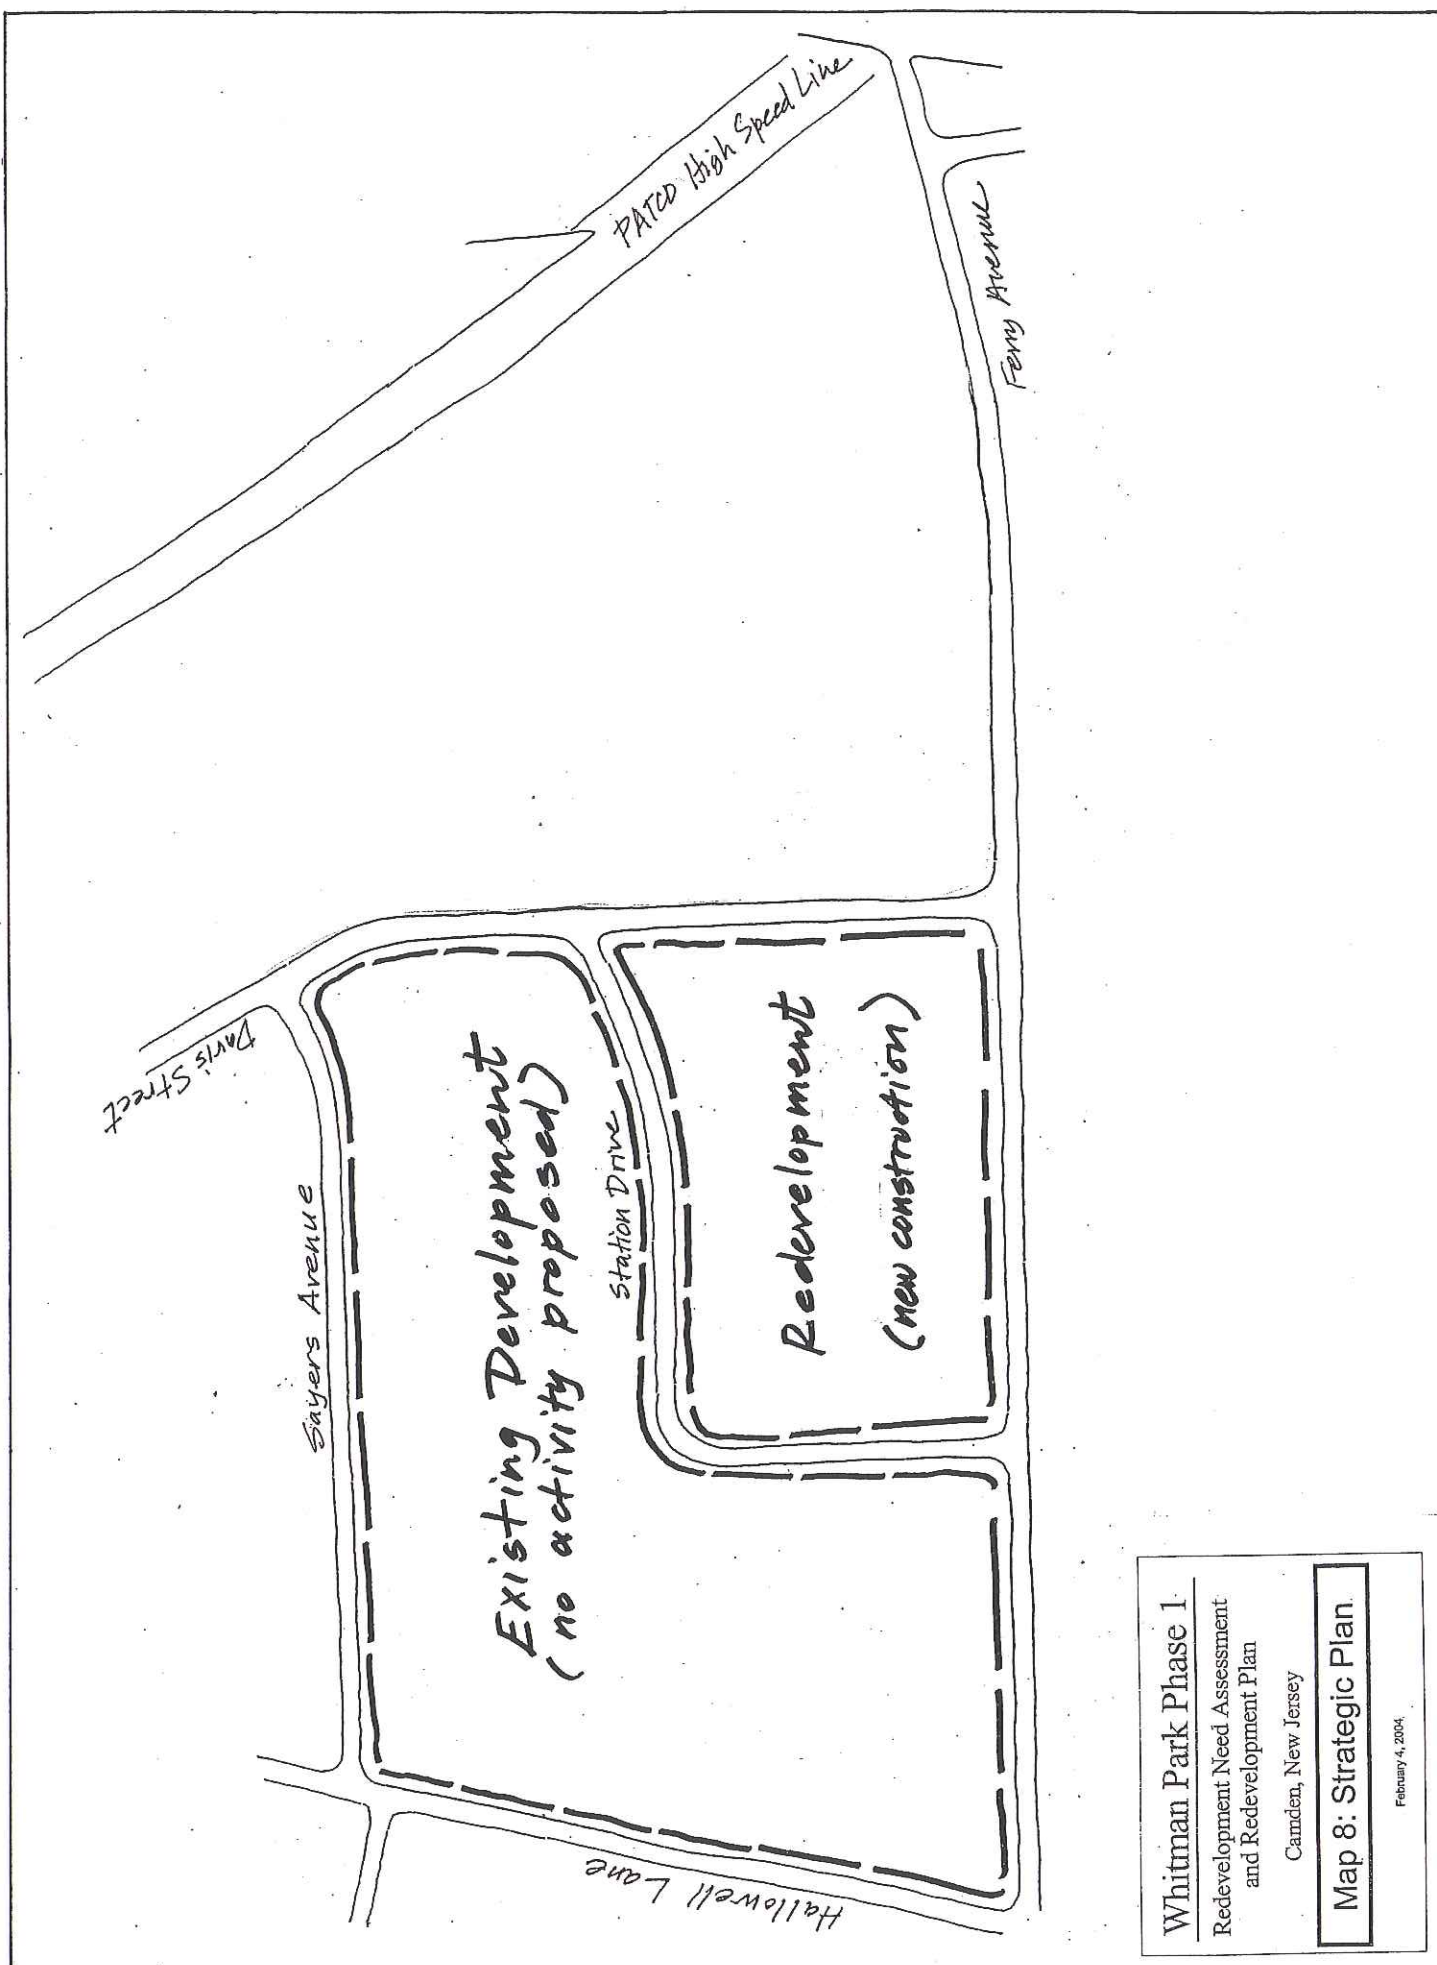 PATCO High Speed Line
Ferry Avenue
Davis Street
Sayers Avenue
Existing Development
(no activity proposed)
Station Drive
Redevelopment
(new construction)
Hallowell Lane
Whitman Park Phase 1
Redevelopment Need Assessment
and Redevelopment Plan
Camden, New Jersey
Map 8: Strategic Plan
February 4, 2004